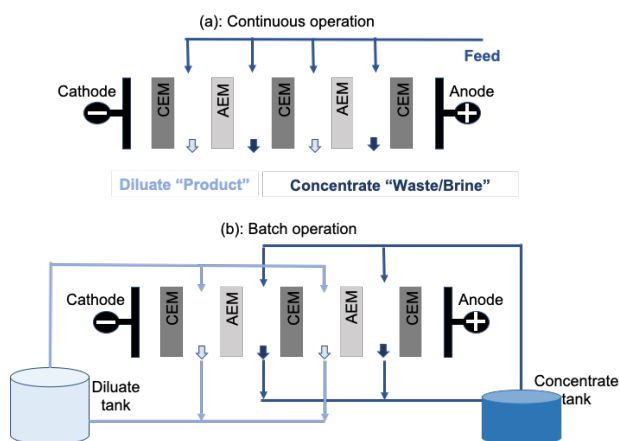 (a): Continuous operation
Feed
Cathode
Anode
CEM
AEM
CEM
AEM
CEM
Diluate “Product”
Concentrate “Waste/Brine”
(b): Batch operation
Cathode
Anode
CEM
AEM
CEM
AEM
CEM
Diluate
tank
Concentrate
tank